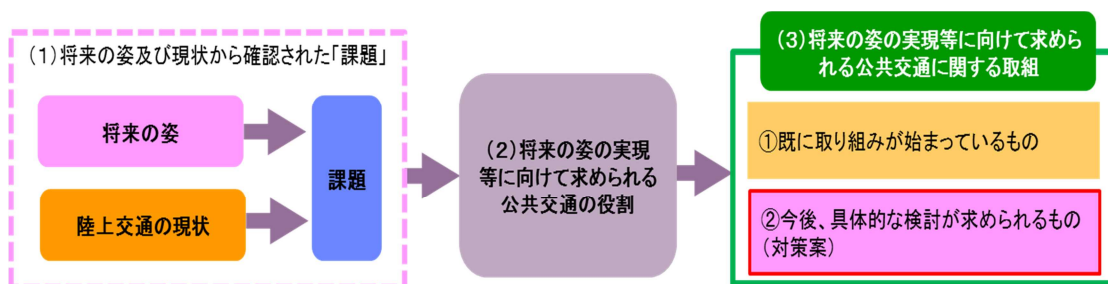 (1)将来の姿及び現状から確認された「課題」
将来の姿
陸上交通の現状
課題
(2)将来の姿の実現
等に向けて求められる
公共交通の役割
(3)将来の姿の実現等に向けて求めら
れる公共交通に関する取組
①既に取り組みが始まっているもの
②今後、具体的な検討が求められるもの
(対策案)